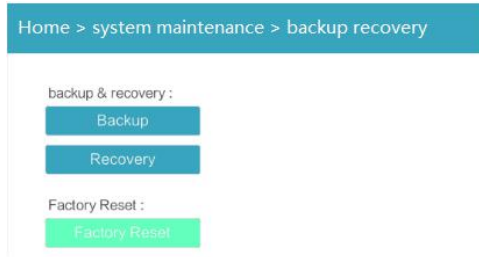 Home > system maintenance > backup recovery
backup & recovery :
Backup
Recovery
Factory Reset :
Factory Reset